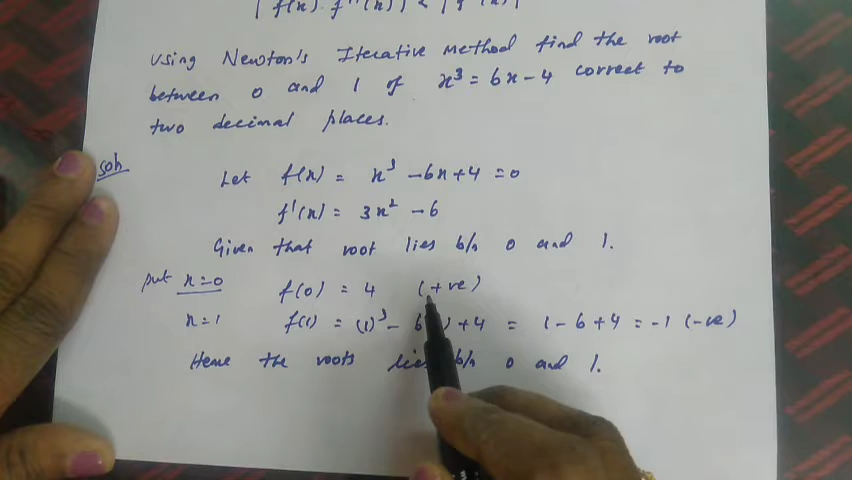 | f(x) f''(x) | < | f'(x) |
Using Newton's Iterative Method find the root
between 0 and 1 of x³ = 6x - 4 correct to
two decimal places.
Soln
Let f(x) = x³ - 6x + 4 = 0
f'(x) = 3x² - 6
Given that root lies b/n 0 and 1.
put x = 0 f(0) = 4 (+ve)
x = 1 f(1) = (1)³ - 6 ) + 4 = 1 - 6 + 4 = -1 (-ve)
Hence the roots lies b/n 0 and 1.